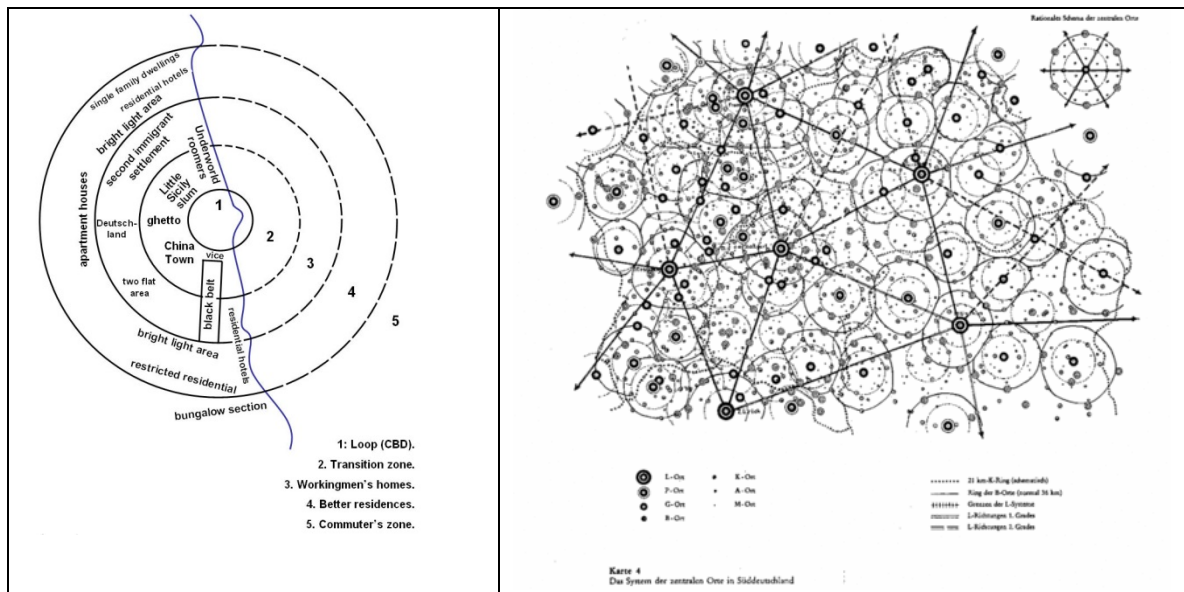 single family dwellings
residential hotels
bright light area
second immigrant
settlement
Underworld
roomers
Little
Sicily
slum
1
apartment houses
Deutsch-
land
ghetto
2
China
Town
vice
3
two flat
area
black belt
4
residential hotels
5
bright light area
restricted residential
bungalow section
1: Loop (CBD).
2. Transition zone.
3. Workingmen's homes.
4. Better residences.
5. Commuter's zone.
Rationales Schema der zentralen Orte
Zürich
L-Ort
P-Ort
G-Ort
B-Ort
K-Ort
A-Ort
M-Ort
21 km-K-Ring (schematisch)
Ring der B-Orte (normal 36 km)
Grenzen der L-Systeme
L-Richtungen 1. Grades
L-Richtungen 2. Grades
Karte 4
Das System der zentralen Orte in Süddeutschland